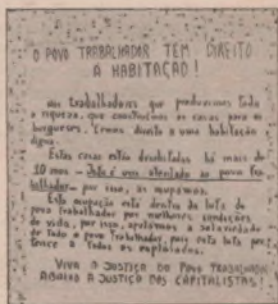 O POVO TRABALHADOR TEM DIREITO
À HABITAÇÃO!
nós trabalhadores que produzimos toda
a riqueza, que construimos as casas para os
burgueses. Temos direito a uma habitação
digna.
Estas casas estão desabitadas há mais de
10 anos - Isto é uma atentado ao povo tra-
balhador - por isso, as ocupamos.
Esta ocupação está dentro da luta do
povo trabalhador por melhores condições
de vida, por isso, apelamos a solariedade
de Todo o povo Trabalhador, pois esta luta per-
tence a Todos os explorados.
VIVA A JUSTIÇA DO POVO TRABALHADOR
ABAIXO A JUSTIÇA DOS CAPITALISTAS!